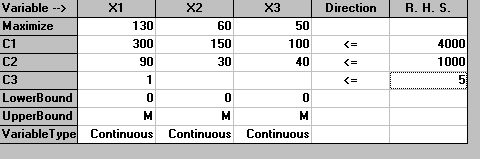 Variable --> X1 X2 X3 Direction R. H. S.
Maximize 130 60 50
C1 300 150 100 <= 4000
C2 90 30 40 <= 1000
C3 1 <= 5
LowerBound 0 0 0
UpperBound M M M
VariableType Continuous Continuous Continuous